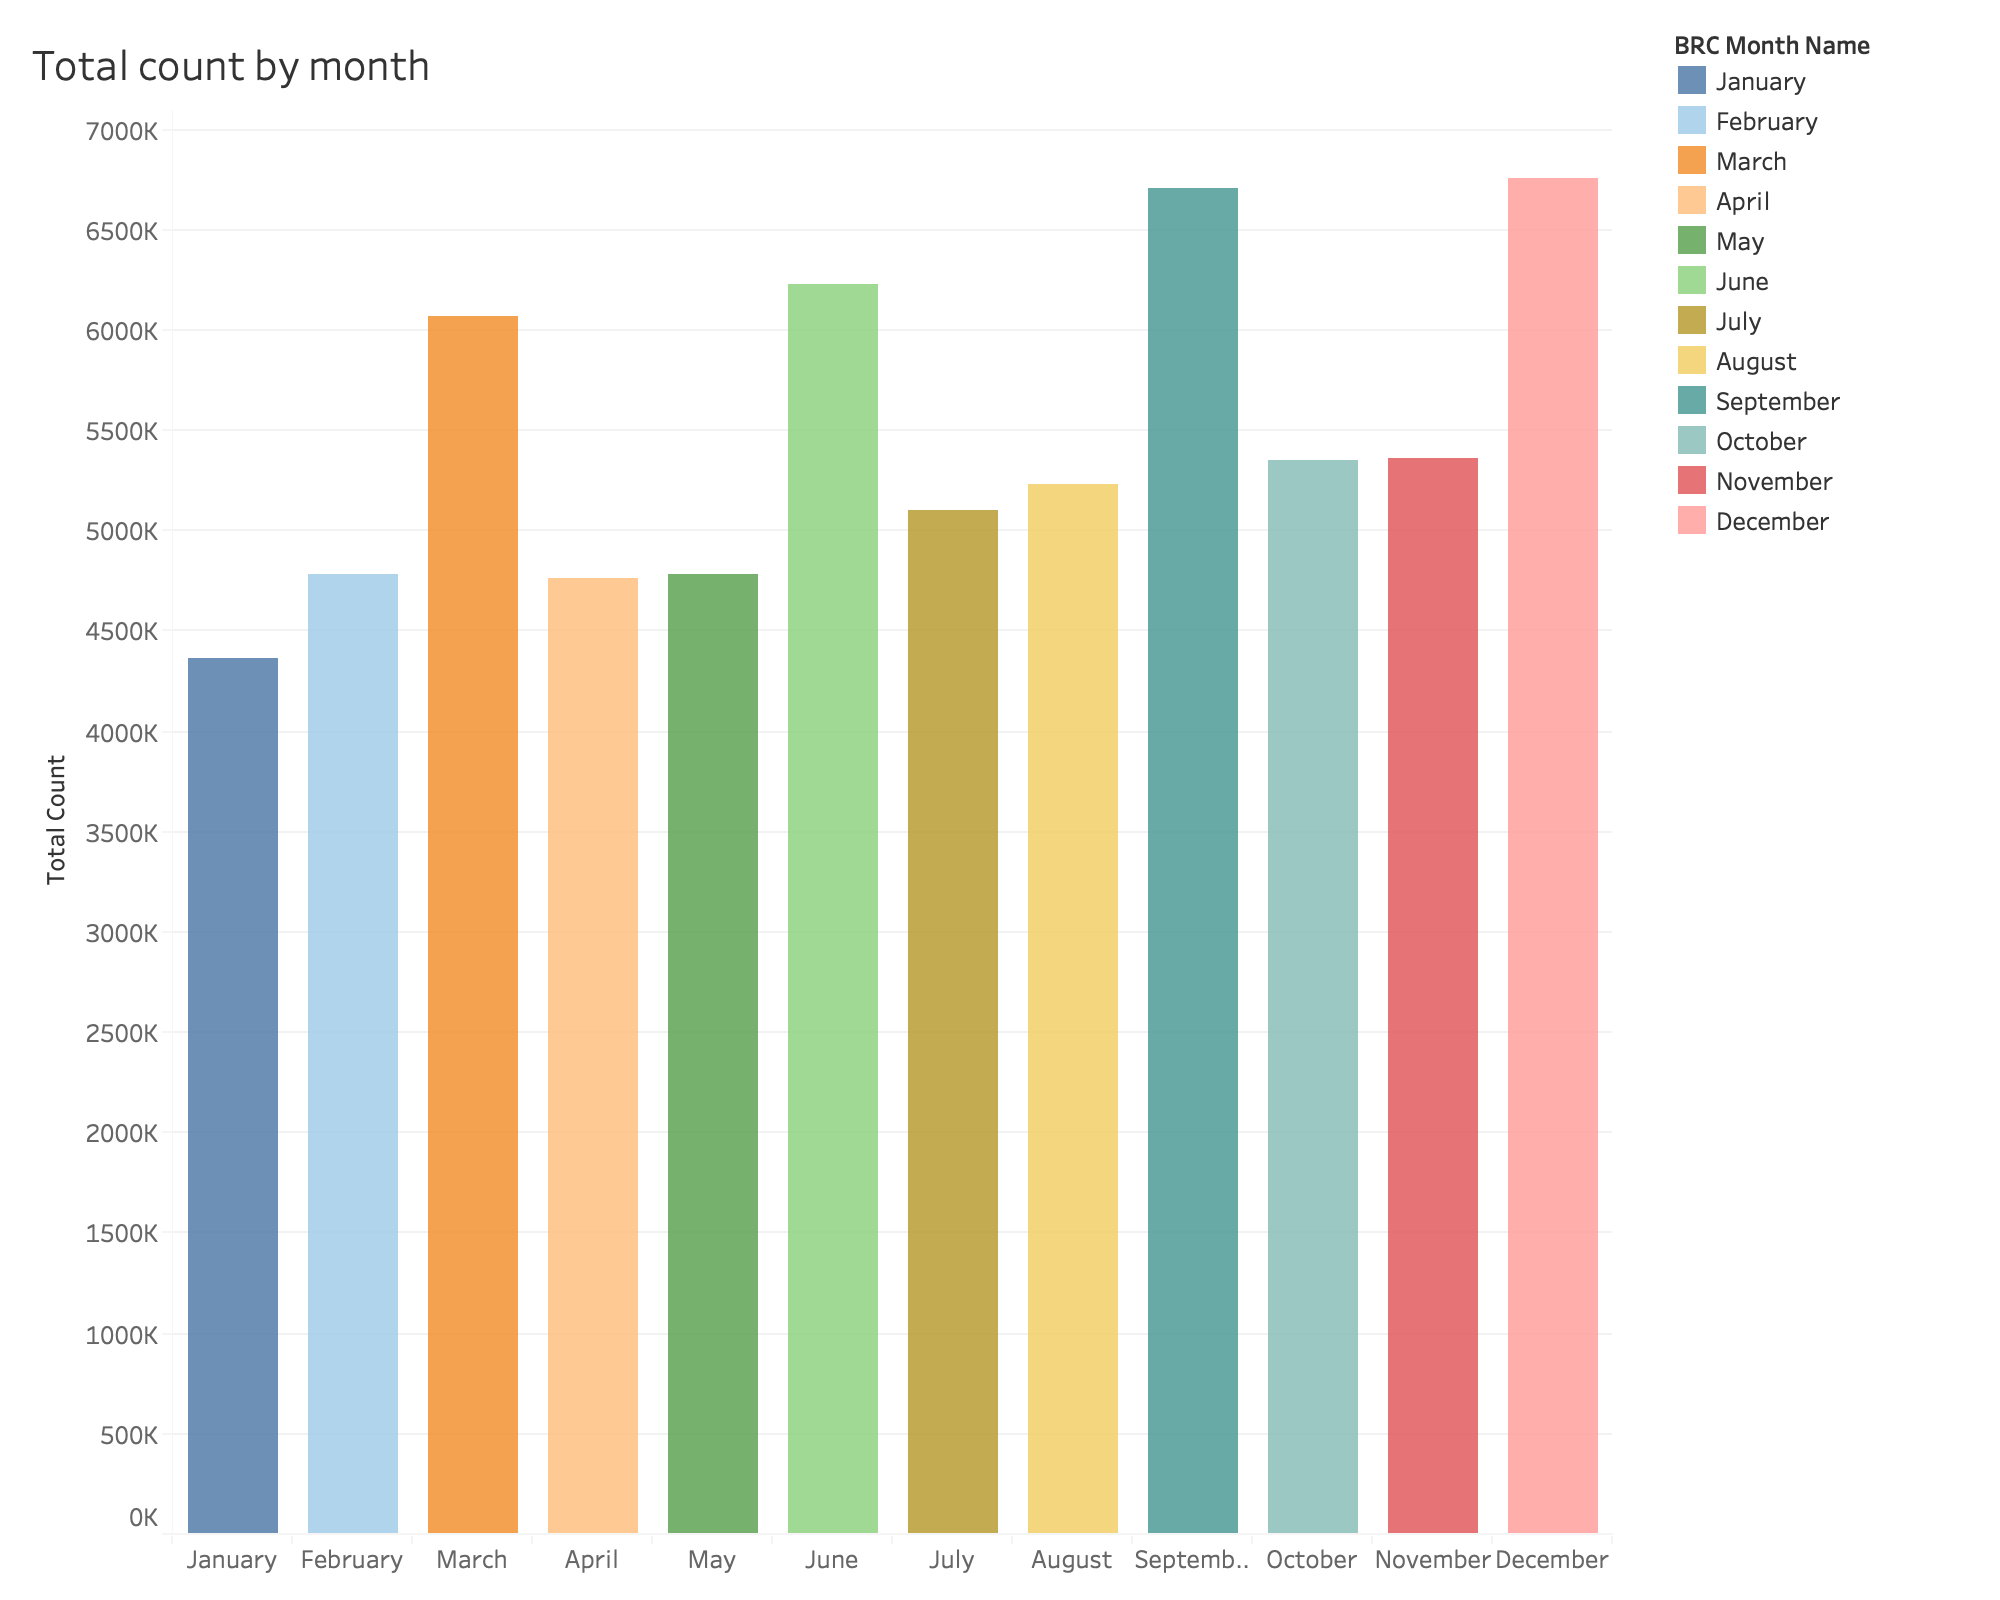 Total count by month
BRC Month Name
January
February
March
April
May
June
July
August
September
October
November
December
Total Count
7000K
6500K
6000K
5500K
5000K
4500K
4000K
3500K
3000K
2500K
2000K
1500K
1000K
500K
0K
January February March April May June July August Septemb.. October November December